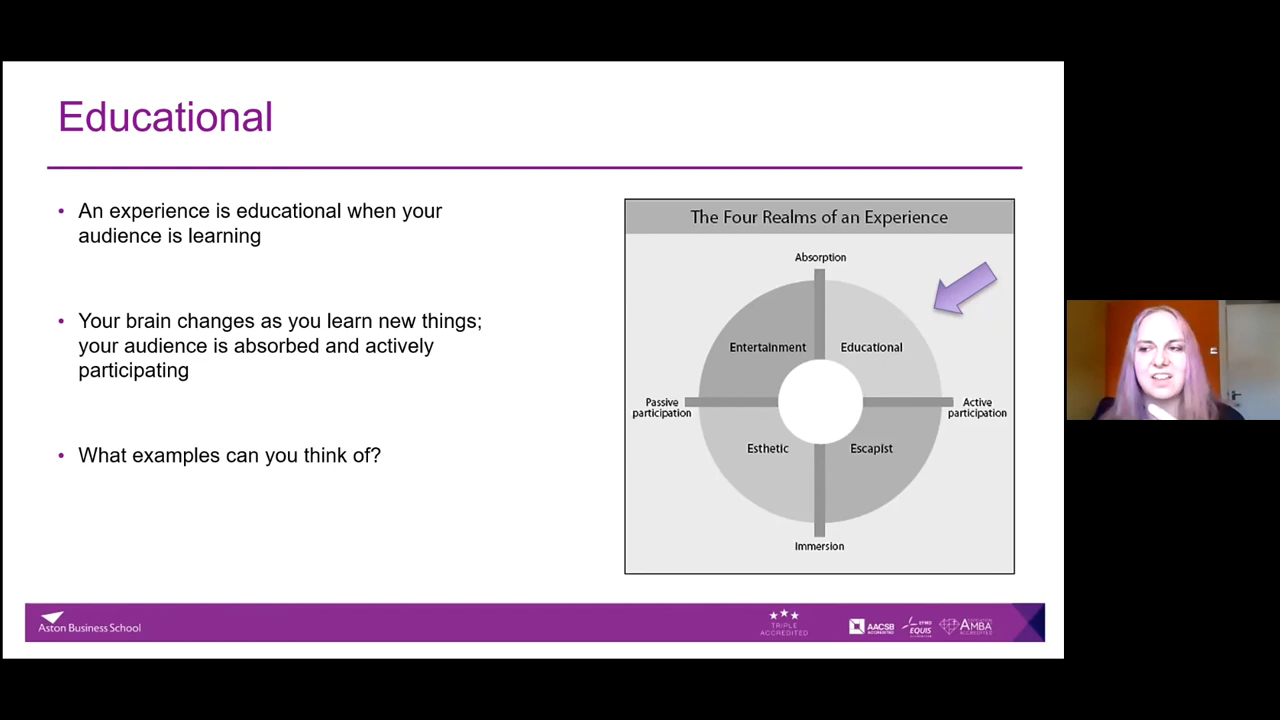 Educational
• An experience is educational when your
audience is learning
• Your brain changes as you learn new things;
your audience is absorbed and actively
participating
• What examples can you think of?
The Four Realms of an Experience
Absorption
Entertainment
Educational
Passive
participation
Active
participation
Esthetic
Escapist
Immersion
Aston Business School
TRIPLE
ACCREDITED
AACSB
ACCREDITED
EFMD
EQUIS
AMBA
ACCREDITED